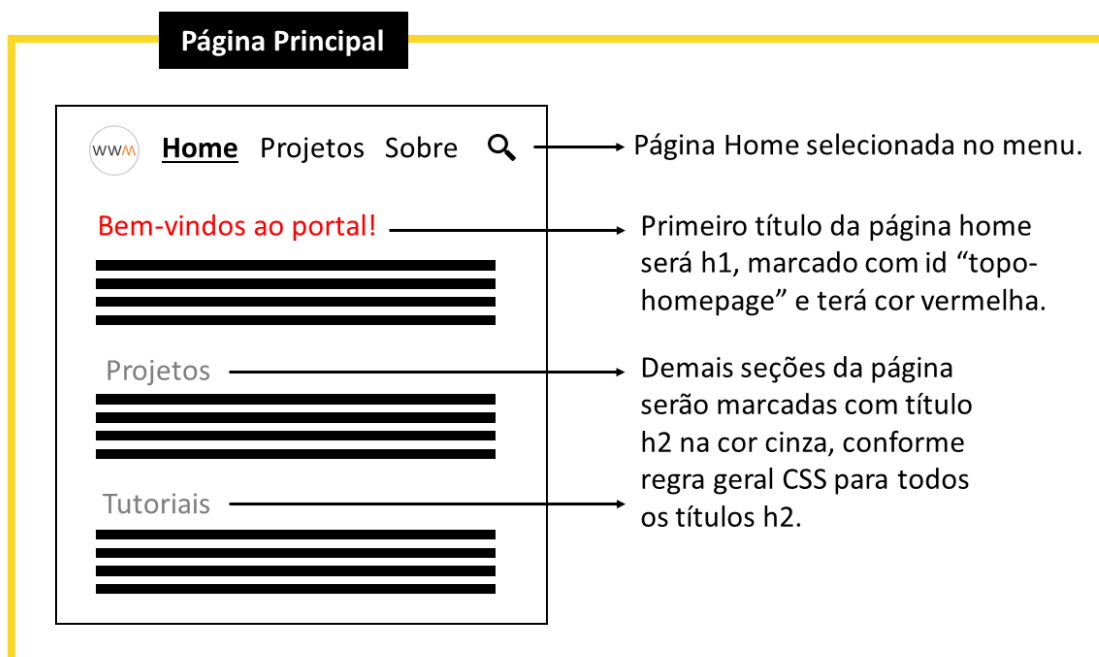 Página Principal
WWM Home Projetos Sobre
Página Home selecionada no menu.
Bem-vindos ao portal!
Primeiro título da página home
será h1, marcado com id “topo-
homepage” e terá cor vermelha.
Projetos
Demais seções da página
serão marcadas com título
h2 na cor cinza, conforme
regra geral CSS para todos
os títulos h2.
Tutoriais